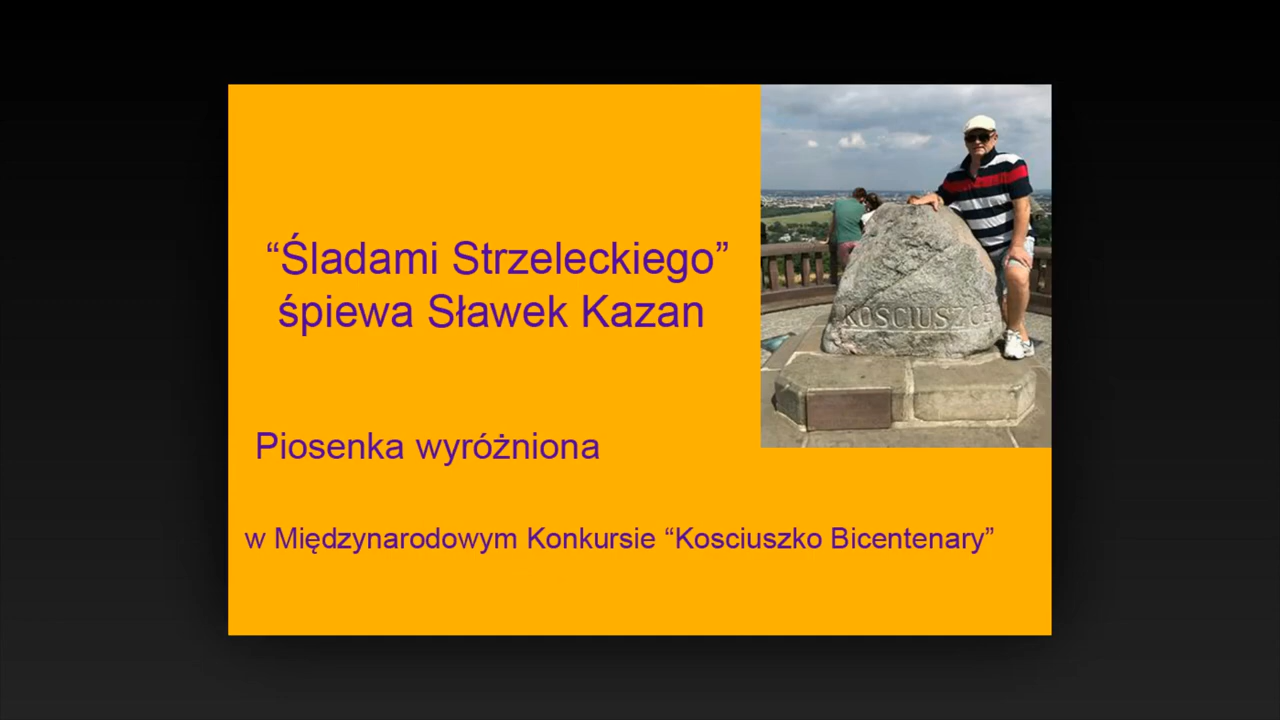 “Śladami Strzeleckiego”
śpiewa Sławek Kazan
KOSCIUSZCE
Piosenka wyróżniona
w Międzynarodowym Konkursie “Kosciuszko Bicentenary”